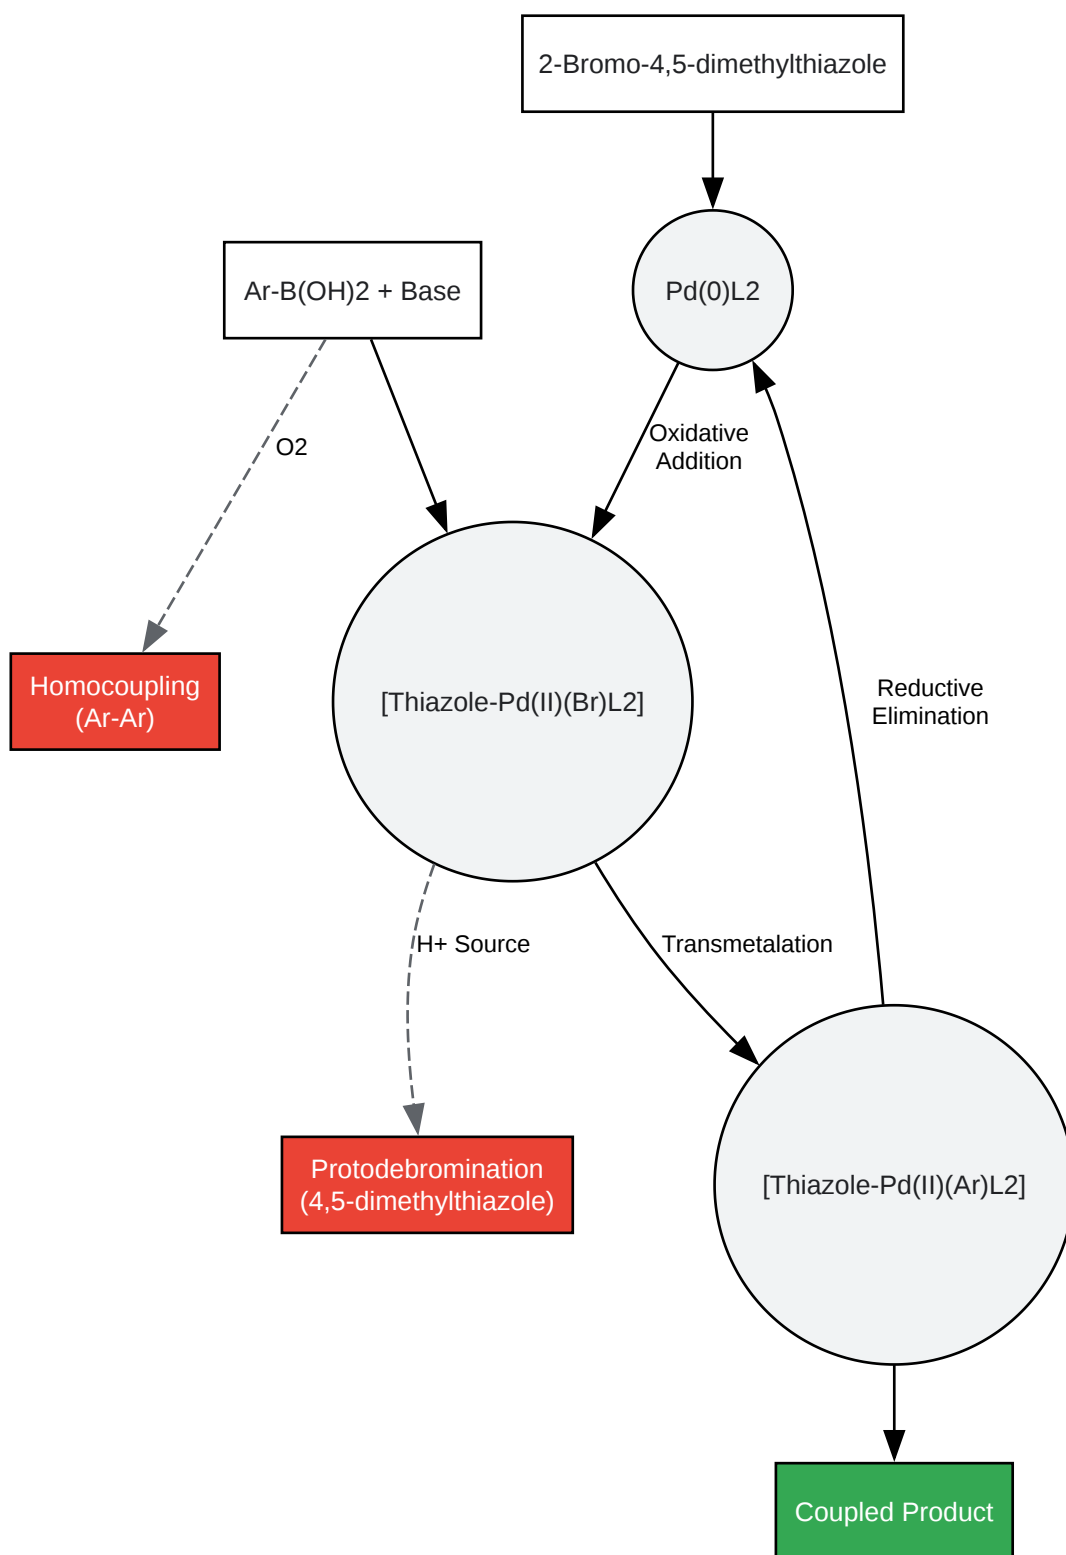 2-Bromo-4,5-dimethylthiazole
Ar-B(OH)2 + Base
Pd(0)L2
Oxidative
Addition
O2
Homocoupling
(Ar-Ar)
[Thiazole-Pd(II)(Br)L2]
Reductive
Elimination
H+ Source
Transmetalation
Protodebromination
(4,5-dimethylthiazole)
[Thiazole-Pd(II)(Ar)L2]
Coupled Product